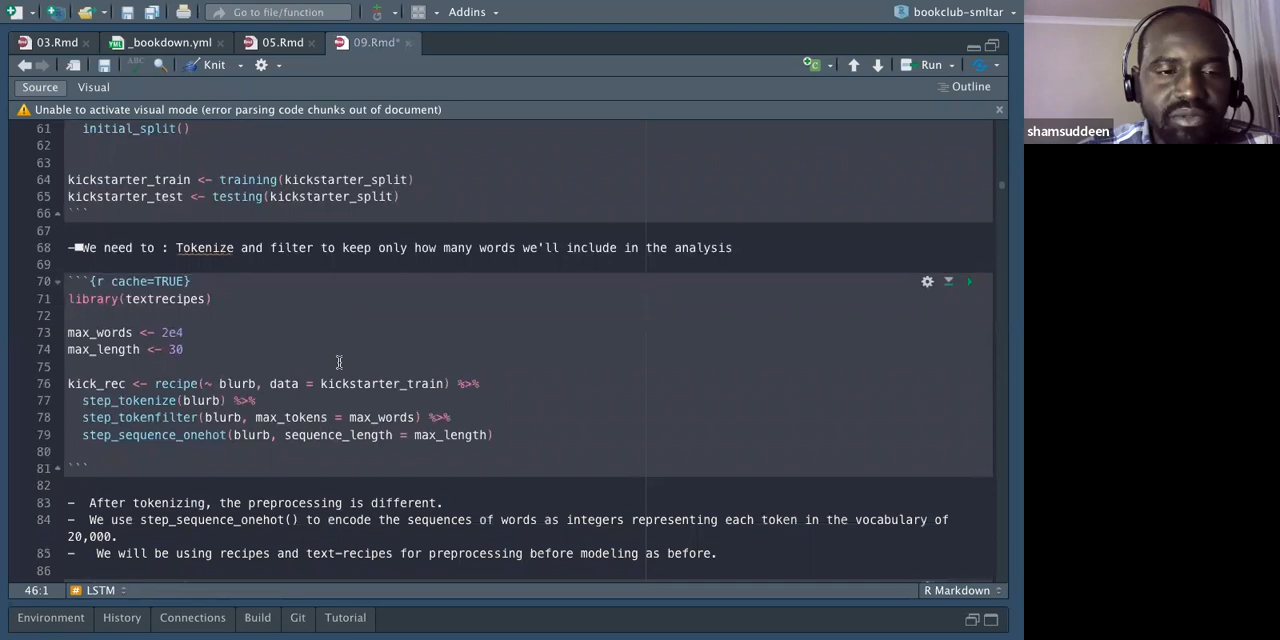 Go to file/function Addins bookclub-smltar
03.Rmd _bookdown.yml 05.Rmd 09.Rmd*
Knit Run
Source Visual Outline
Unable to activate visual mode (error parsing code chunks out of document)
61 initial_split()
62
63
64 kickstarter_train <- training(kickstarter_split)
65 kickstarter_test <- testing(kickstarter_split)
66 ```
67
68 - We need to : Tokenize and filter to keep only how many words we'll include in the analysis
69
70 ```{r cache=TRUE}
71 library(textrecipes)
72
73 max_words <- 2e4
74 max_length <- 30
75
76 kick_rec <- recipe(~ blurb, data = kickstarter_train) %>%
77 step_tokenize(blurb) %>%
78 step_tokenfilter(blurb, max_tokens = max_words) %>%
79 step_sequence_onehot(blurb, sequence_length = max_length)
80
81 ```
82
83 - After tokenizing, the preprocessing is different.
84 - We use step_sequence_onehot() to encode the sequences of words as integers representing each token in the vocabulary of
20,000.
85 - We will be using recipes and text-recipes for preprocessing before modeling as before.
86
46:1 # LSTM R Markdown
Environment History Connections Build Git Tutorial
shamsuddeen